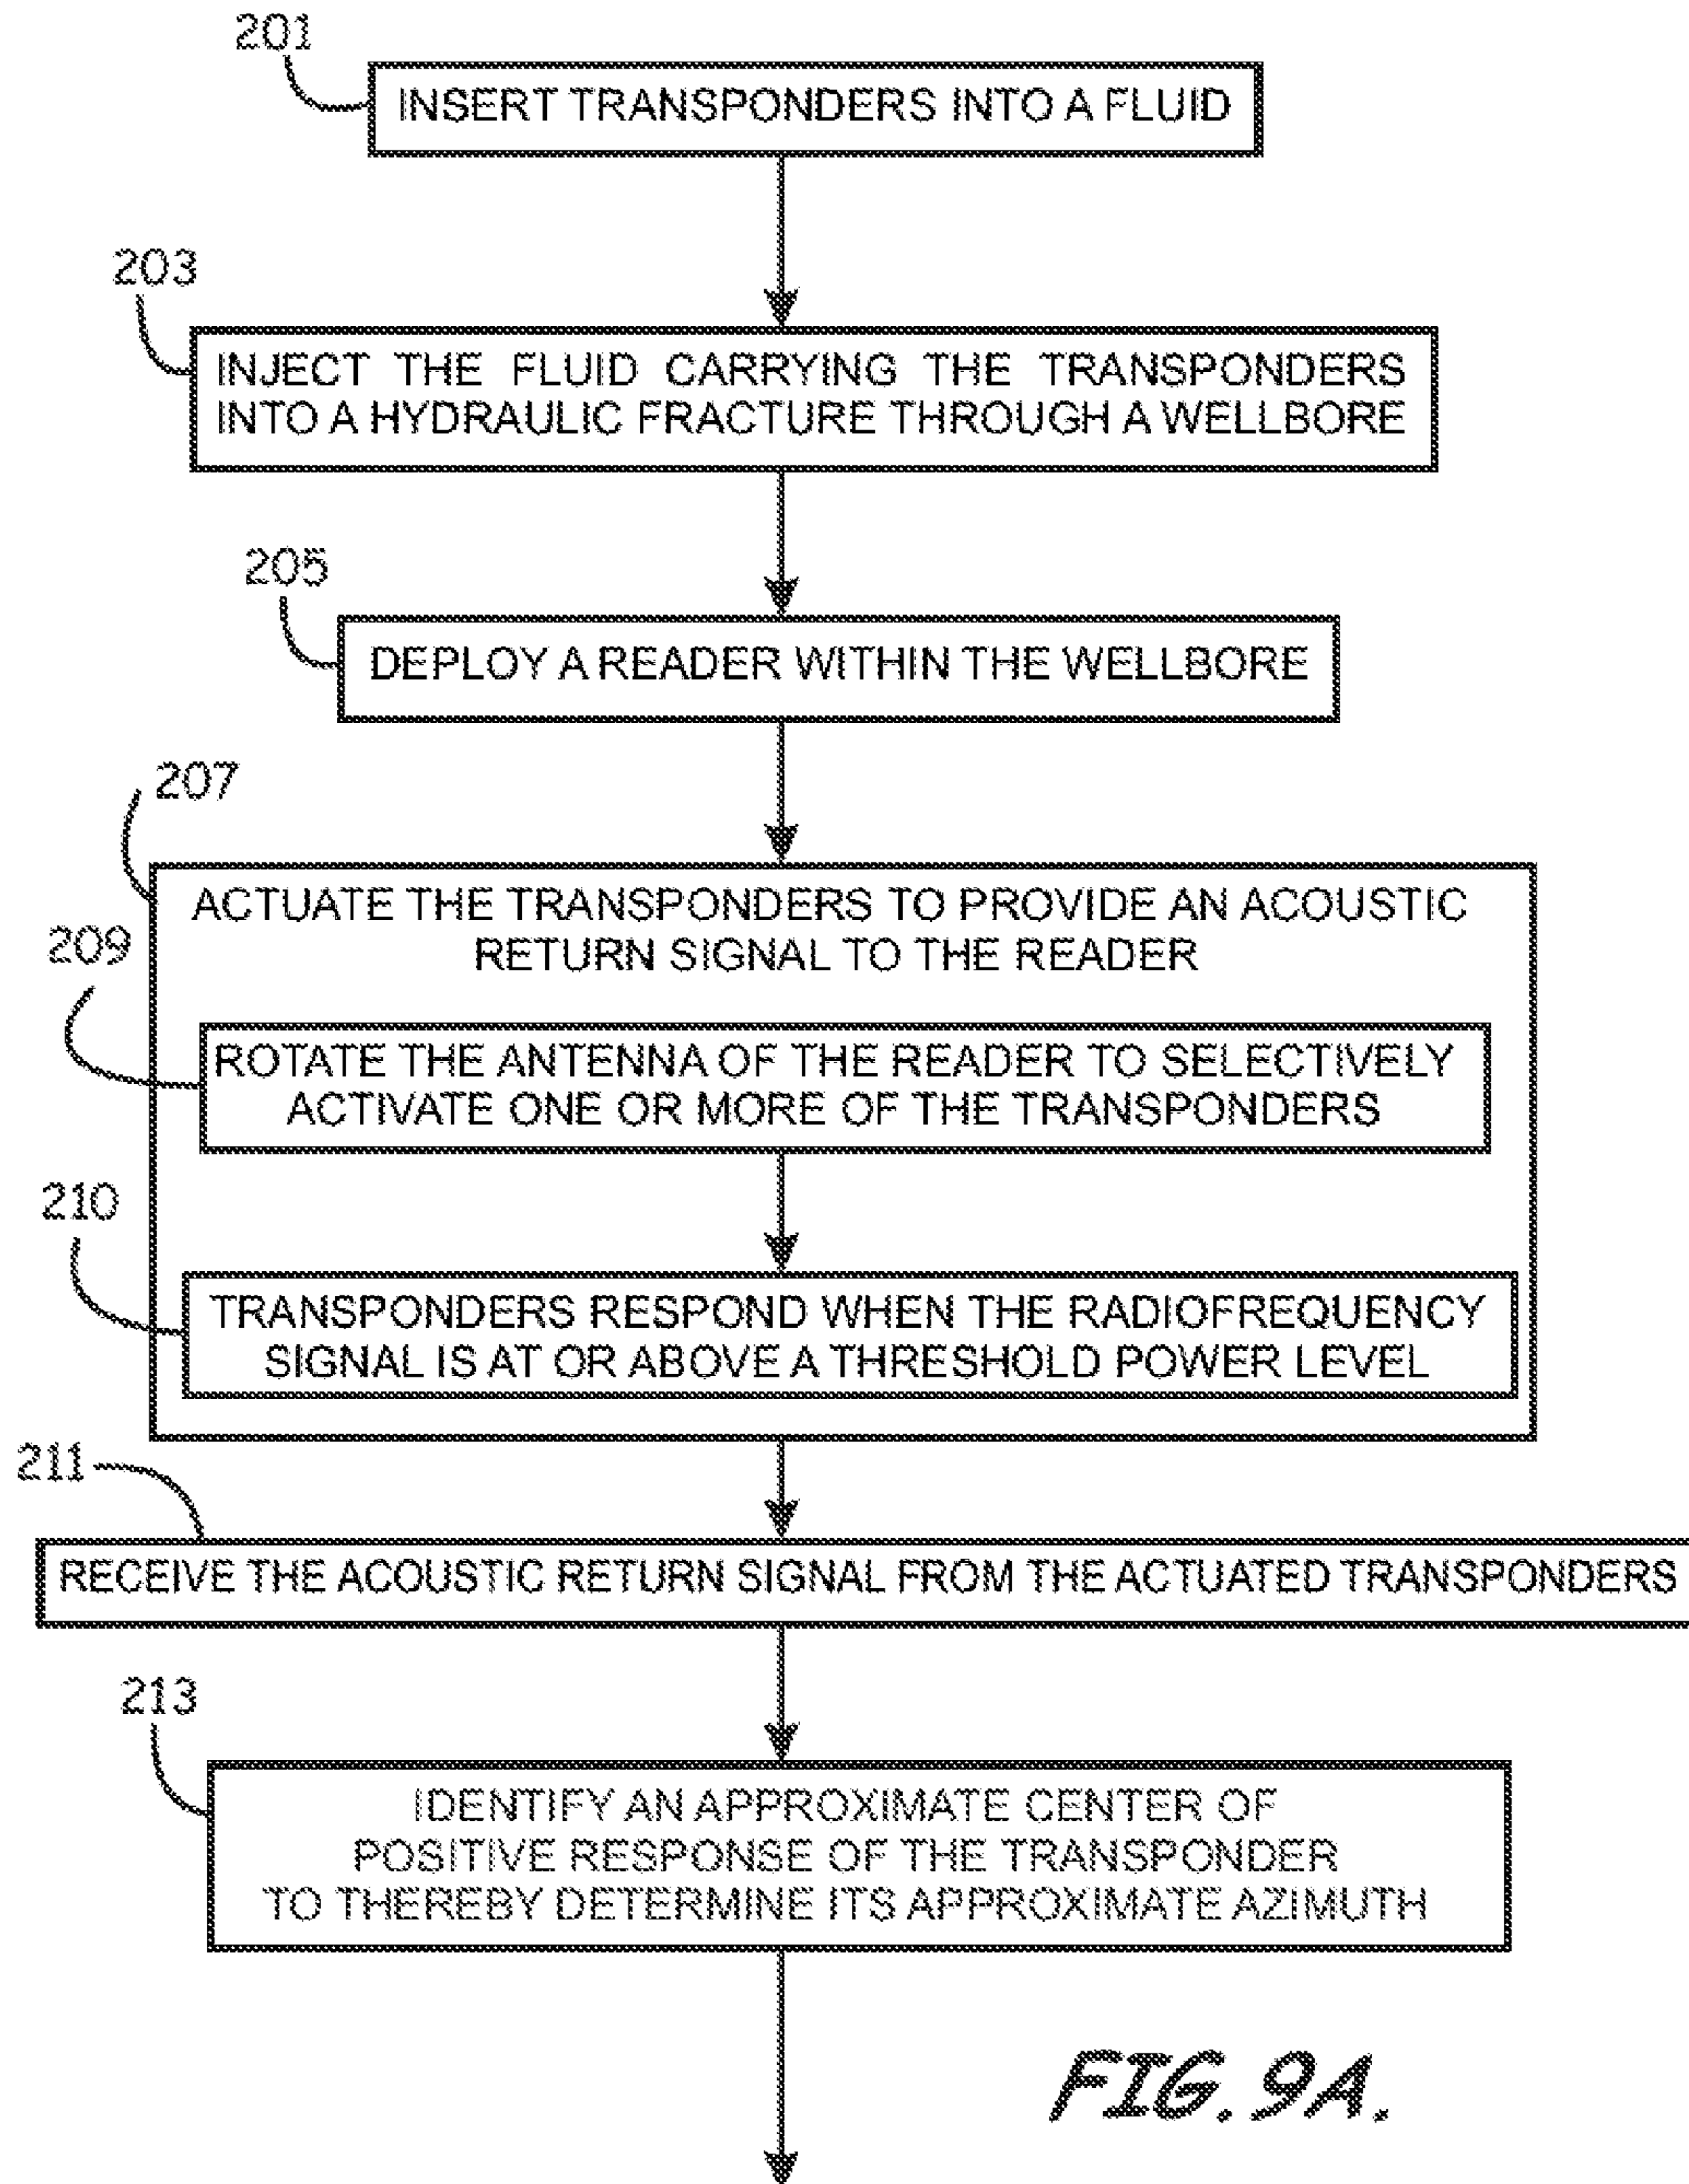 201
INSERT TRANSPONDERS INTO A FLUID
203
INJECT THE FLUID CARRYING THE TRANSPONDERS
INTO A HYDRAULIC FRACTURE THROUGH A WELLBORE
205
DEPLOY A READER WITHIN THE WELLBORE
207
ACTUATE THE TRANSPONDERS TO PROVIDE AN ACOUSTIC
RETURN SIGNAL TO THE READER
209
ROTATE THE ANTENNA OF THE READER TO SELECTIVELY
ACTIVATE ONE OR MORE OF THE TRANSPONDERS
210
TRANSPONDERS RESPOND WHEN THE RADIOFREQUENCY
SIGNAL IS AT OR ABOVE A THRESHOLD POWER LEVEL
211
RECEIVE THE ACOUSTIC RETURN SIGNAL FROM THE ACTUATED TRANSPONDERS
213
IDENTIFY AN APPROXIMATE CENTER OF
POSITIVE RESPONSE OF THE TRANSPONDER
TO THEREBY DETERMINE ITS APPROXIMATE AZIMUTH
FIG. 9A.